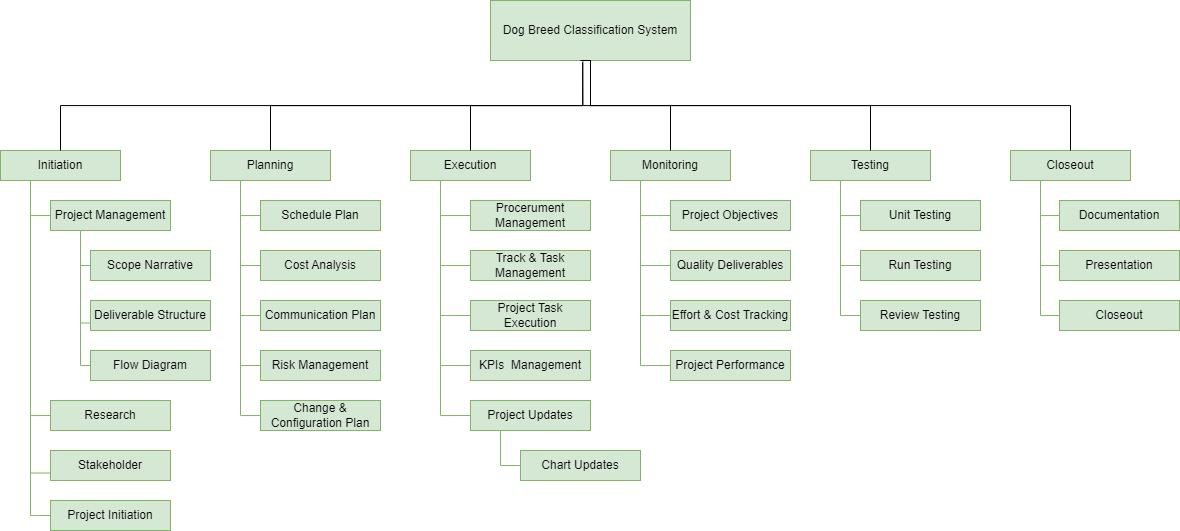 Dog Breed Classification System
Initiation
Planning
Execution
Monitoring
Testing
Closeout
Project Management
Scope Narrative
Deliverable Structure
Flow Diagram
Research
Stakeholder
Project Initiation
Schedule Plan
Cost Analysis
Communication Plan
Risk Management
Change &
Configuration Plan
Procerument
Management
Track & Task
Management
Project Task
Execution
KPIs Management
Project Updates
Chart Updates
Project Objectives
Quality Deliverables
Effort & Cost Tracking
Project Performance
Unit Testing
Run Testing
Review Testing
Documentation
Presentation
Closeout